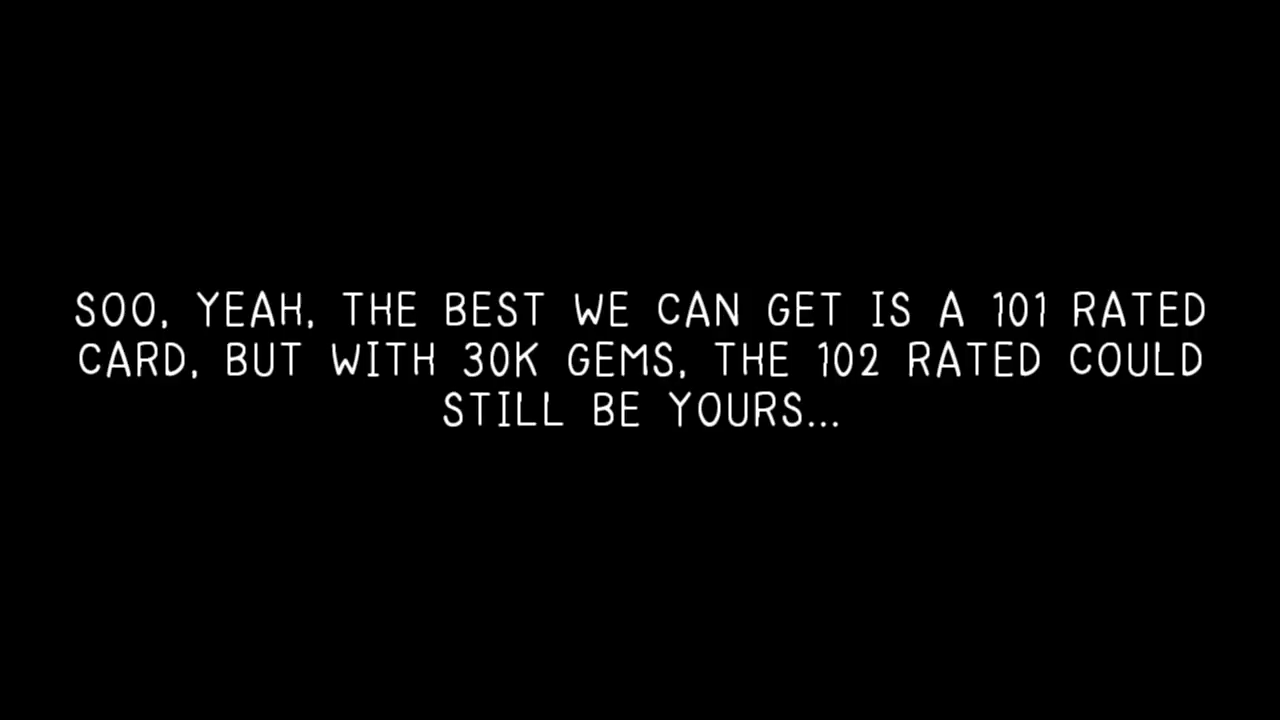 SOO, YEAH, THE BEST WE CAN GET IS A 101 RATED
CARD, BUT WITH 30K GEMS, THE 102 RATED COULD
STILL BE YOURS...